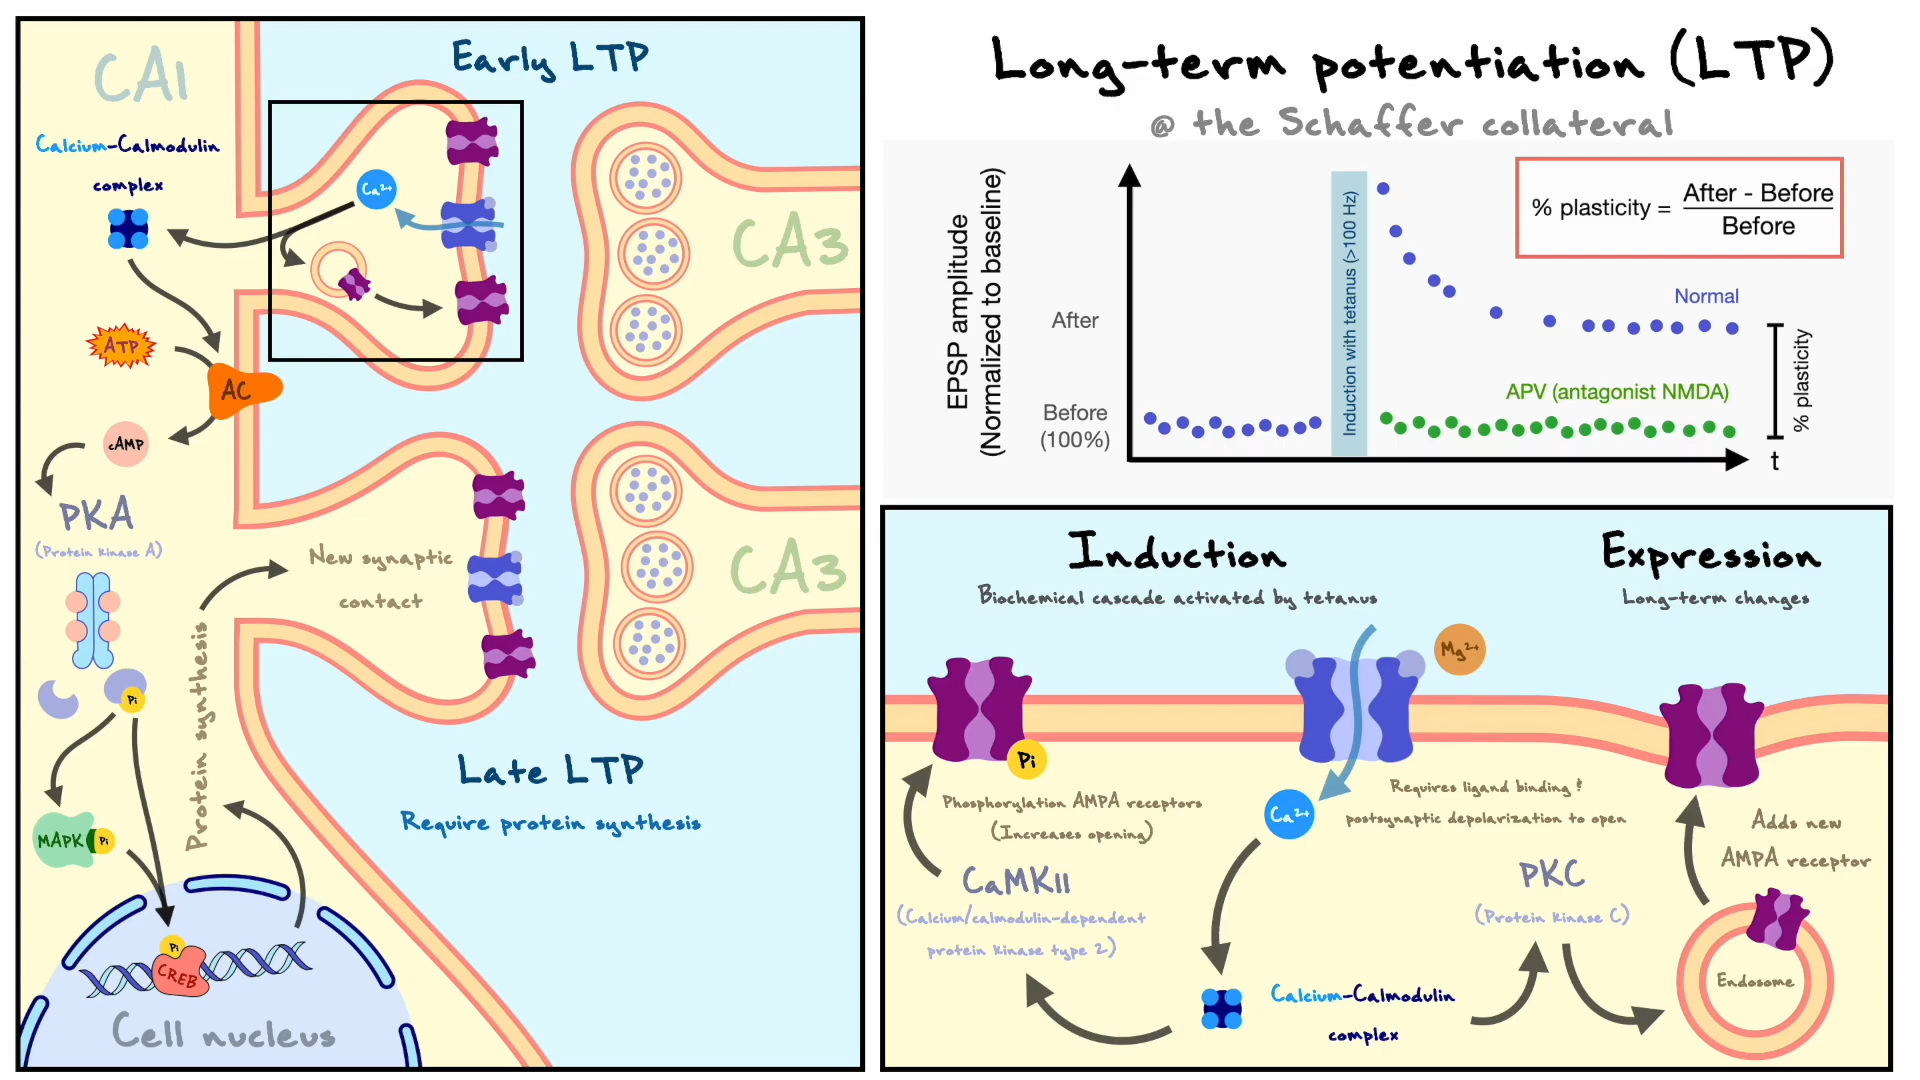 Long-term potentiation (LTP)
@ the Schaffer collateral
CA1
Early LTP
Calcium-Calmodulin
complex
Ca²⁺
CA3
ATP
AC
cAMP
PKA
(Protein kinase A)
Pi
MAPK
Pi
Pi
CREB
Cell nucleus
Protein synthesis
New synaptic
contact
CA3
Late LTP
Require protein synthesis
EPSP amplitude
(Normalized to baseline)
After
Before
(100%)
Induction with tetanus (>100 Hz)
% plasticity = After - Before
Before
Normal
APV (antagonist NMDA)
% plasticity
t
Induction
Biochemical cascade activated by tetanus
Expression
Long-term changes
Mg²⁺
Pi
Ca²⁺
Phosphorylation AMPA receptors
(Increases opening)
Requires ligand binding &
postsynaptic depolarization to open
Adds new
AMPA receptor
CaMKII
(Calcium/calmodulin-dependent
protein kinase type 2)
PKC
(Protein kinase C)
Endosome
Calcium-Calmodulin
complex